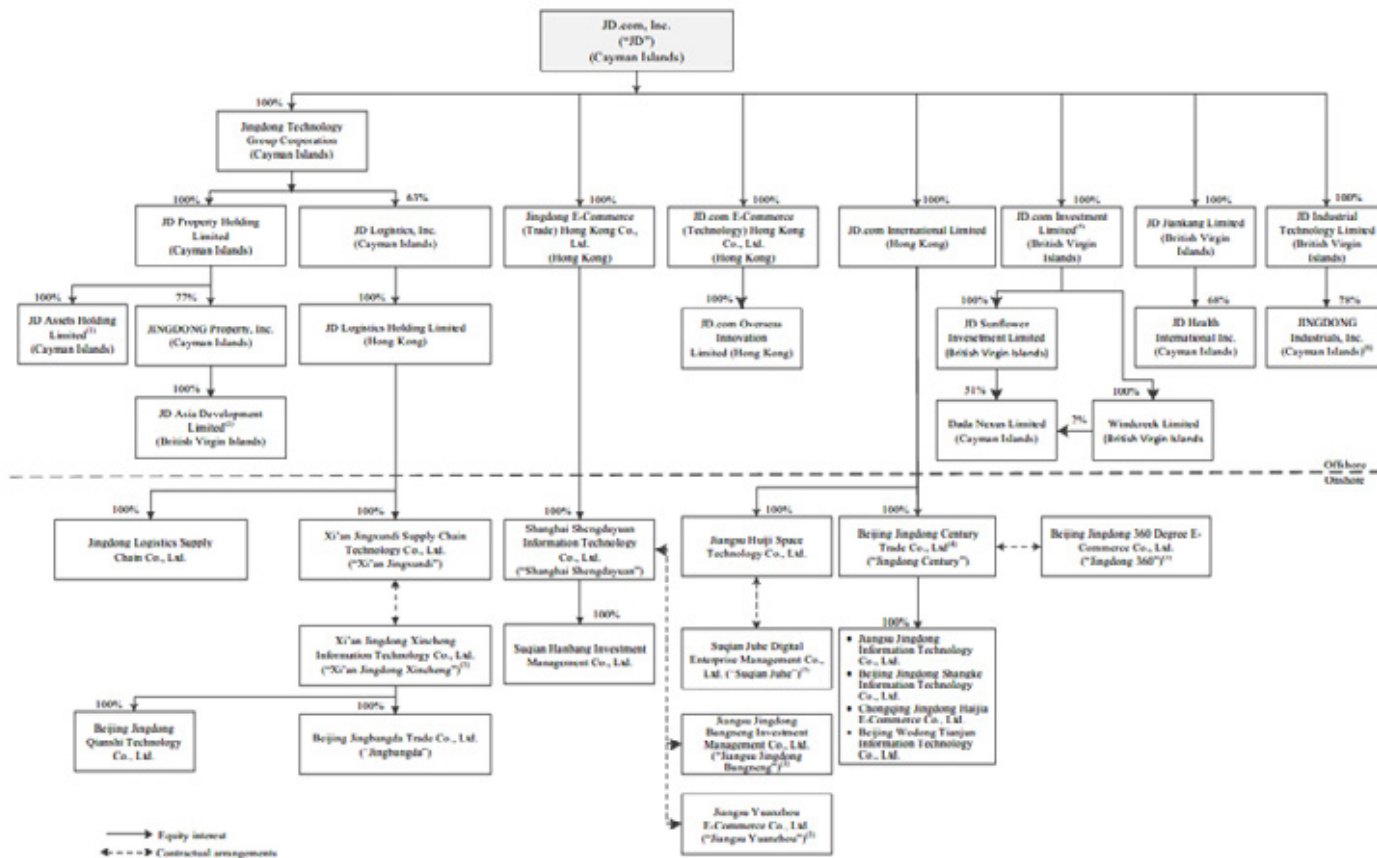 JD.com, Inc.
("JD")
(Cayman Islands)
100%
Jingdong Technology
Group Corporation
(Cayman Islands)
100%
JD Property Holding
Limited
(Cayman Islands)
63%
JD Logistics, Inc.
(Cayman Islands)
100%
Jingdong E-Commerce
(Trade) Hong Kong Co.,
Ltd.
(Hong Kong)
100%
JD.com E-Commerce
(Technology) Hong Kong
Co., Ltd.
(Hong Kong)
100%
JD.com International Limited
(Hong Kong)
100%
JD.com Investment
Limited
(British Virgin
Islands)
100%
JD Jiankang Limited
(British Virgin
Islands)
100%
JD Industrial
Technology Limited
(British Virgin
Islands)
100%
JD Assets Holding
Limited(1)
(Cayman Islands)
77%
JINGDONG Property, Inc.
(Cayman Islands)
100%
JD Logistics Holding Limited
(Hong Kong)
100%
JD.com Overseas
Innovation
Limited (Hong Kong)
100%
JD Sunflower
Invesetment Limited
(British Virgin Islands)
68%
JD Health
International Inc.
(Cayman Islands)
78%
JINGDONG
Industrials, Inc.
(Cayman Islands)(6)
100%
JD Asia Development
Limited(2)
(British Virgin Islands)
51%
Dada Nexus Limited
(Cayman Islands)
7%
100%
Windcreek Limited
(British Virgin Islands
Offshore
Onshore
100%
Jingdong Logistics Supply
Chain Co., Ltd.
100%
Xi'an Jingxundi Supply Chain
Technology Co., Ltd.
("Xi'an Jingxundi")
100%
Shanghai Shengdayuan
Information Technology
Co., Ltd.
("Shanghai Shengdayuan")
100%
Jiangsu Huiji Space
Technology Co., Ltd.
100%
Beijing Jingdong Century
Trade Co., Ltd(4)
("Jingdong Century")
Beijing Jingdong 360 Degree E-
Commerce Co., Ltd.
("Jingdong 360")
Xi'an Jingdong Xincheng
Information Technology Co., Ltd.
("Xi'an Jingdong Xincheng")(3)
100%
Suqian Hanbang Investment
Management Co., Ltd.
Suqian Juhe Digital
Enterprise Management Co.,
Ltd. ("Suqian Juhe")
100%
• Jiangsu Jingdong
Information Technology
Co., Ltd.
• Beijing Jingdong Shangke
Information Technology
Co., Ltd.
• Chongqing Jingdong Haijia
E-Commerce Co., Ltd.
• Beijing Wodong Tianjun
Information Technology
Co., Ltd.
100%
Beijing Jingdong
Qianshi Technology
Co., Ltd.
100%
Beijing Jingbangda Trade Co., Ltd.
("Jingbangda")
Jiangsu Jingdong
Bangneng Investment
Management Co., Ltd.
("Jiangsu Jingdong
Bangneng")
Jiangsu Yuanzhou
E-Commerce Co., Ltd.
("Jiangsu Yuanzhou")
Equity interest
Contractual arrangements